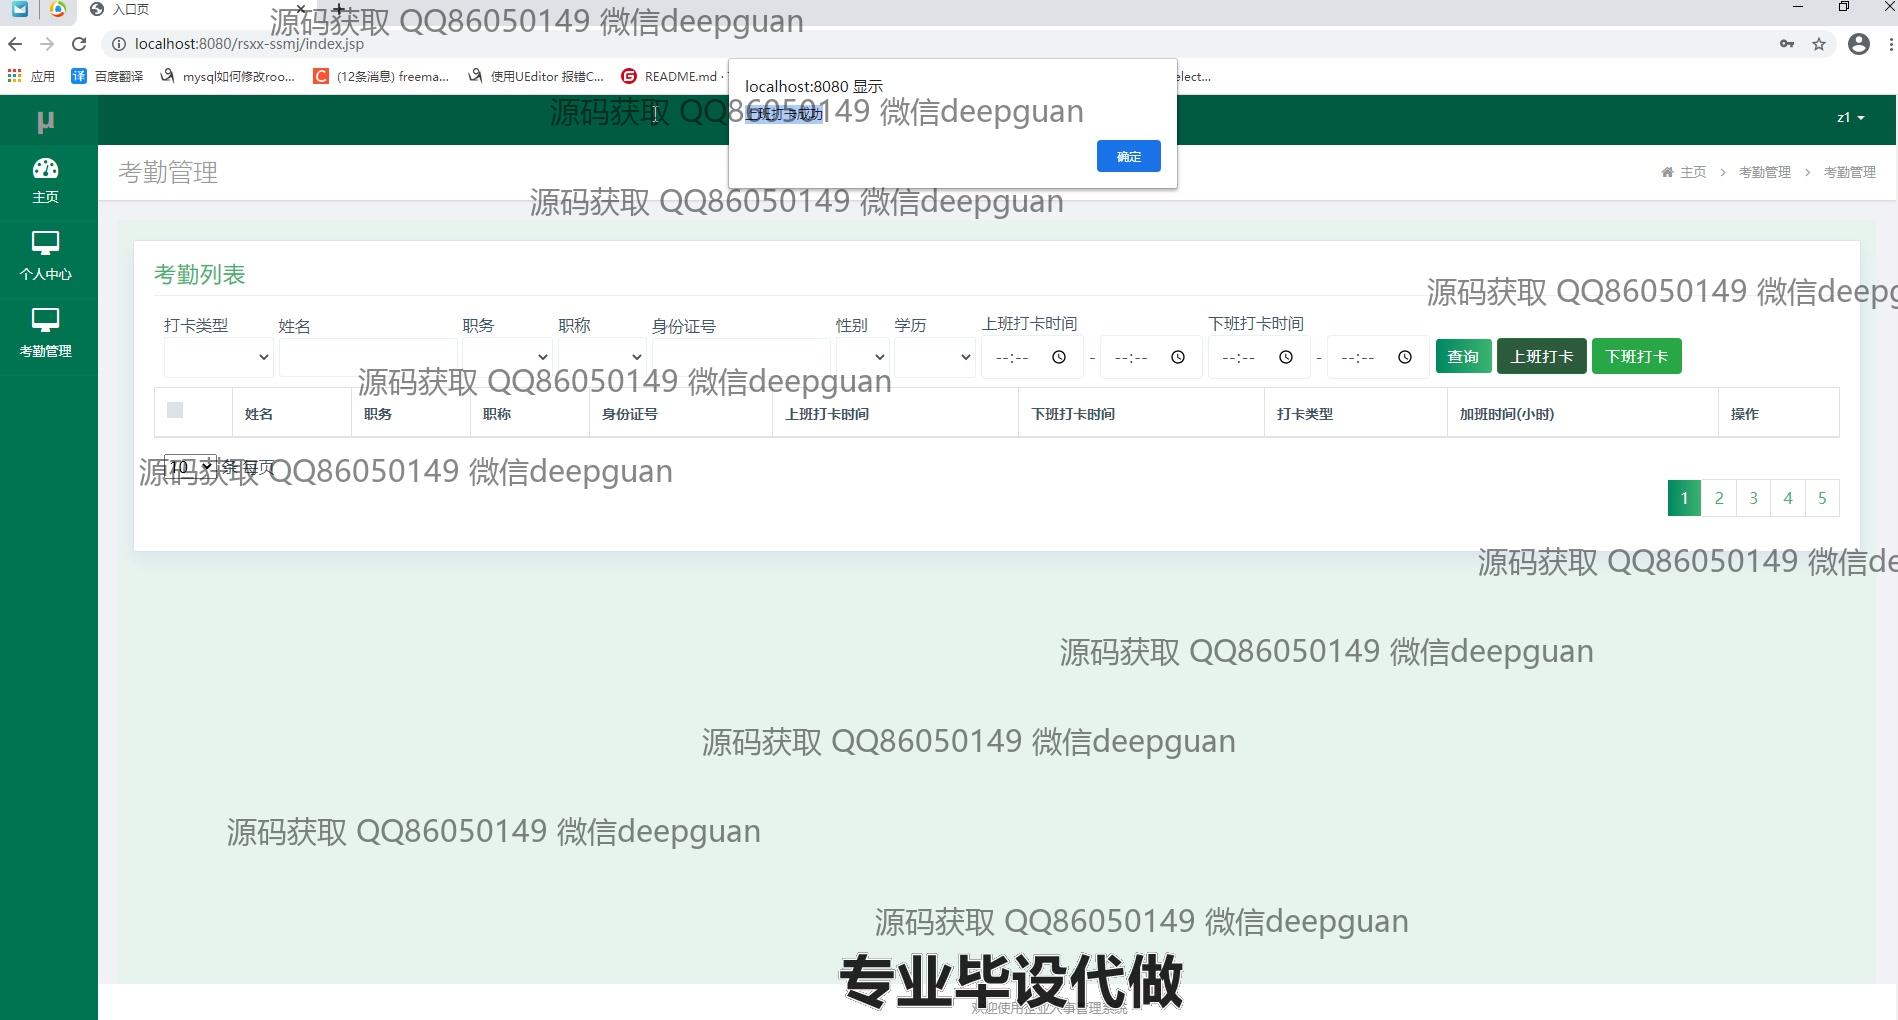 入口页
源码获取 QQ86050149 微信deepguan
localhost:8080/rsxx-ssmj/index.jsp
应用
百度翻译
mysql如何修改roo...
(12条消息) freema...
使用UEditor 报错C...
README.md ·
elect...
localhost:8080 显示
上班打卡成功
源码获取 QQ86050149 微信deepguan
确定
μ
z1
主页
个人中心
考勤管理
考勤管理
主页 > 考勤管理 > 考勤管理
源码获取 QQ86050149 微信deepguan
考勤列表
源码获取 QQ86050149 微信deepg
打卡类型 姓名 职务 职称 身份证号 性别 学历 上班打卡时间 下班打卡时间
--:-- - --:-- --:-- - --:-- 查询 上班打卡 下班打卡
源码获取 QQ86050149 微信deepguan
姓名 职务 职称 身份证号 上班打卡时间 下班打卡时间 打卡类型 加班时间(小时) 操作
10 条 每页
源码获取 QQ86050149 微信deepguan
1 2 3 4 5
源码获取 QQ86050149 微信de
源码获取 QQ86050149 微信deepguan
源码获取 QQ86050149 微信deepguan
源码获取 QQ86050149 微信deepguan
源码获取 QQ86050149 微信deepguan
专业毕设代做
欢迎使用企业人事管理系统